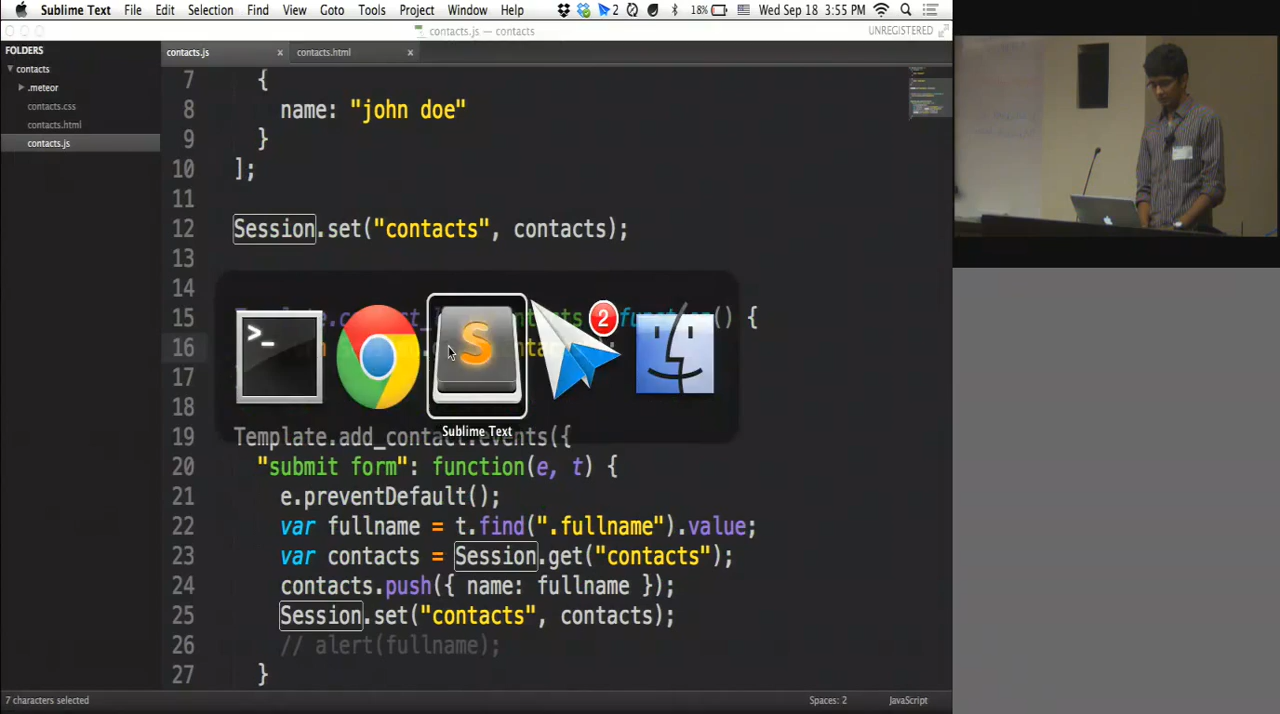 Sublime Text File Edit Selection Find View Goto Tools Project Window Help 2 18% Wed Sep 18 3:55 PM
contacts.js — contacts UNREGISTERED
FOLDERS
contacts
.meteor
contacts.css
contacts.html
contacts.js
contacts.js × contacts.html ×
7 {
8 name: "john doe"
9 }
10 ];
11
12 Session.set("contacts", contacts);
13
14
15 () {
16
17
18
19 Template.add_contact.events({
20 "submit form": function(e, t) {
21 e.preventDefault();
22 var fullname = t.find(".fullname").value;
23 var contacts = Session.get("contacts");
24 contacts.push({ name: fullname });
25 Session.set("contacts", contacts);
26 // alert(fullname);
27 }
>_
S
2
Sublime Text
7 characters selected Spaces: 2 JavaScript